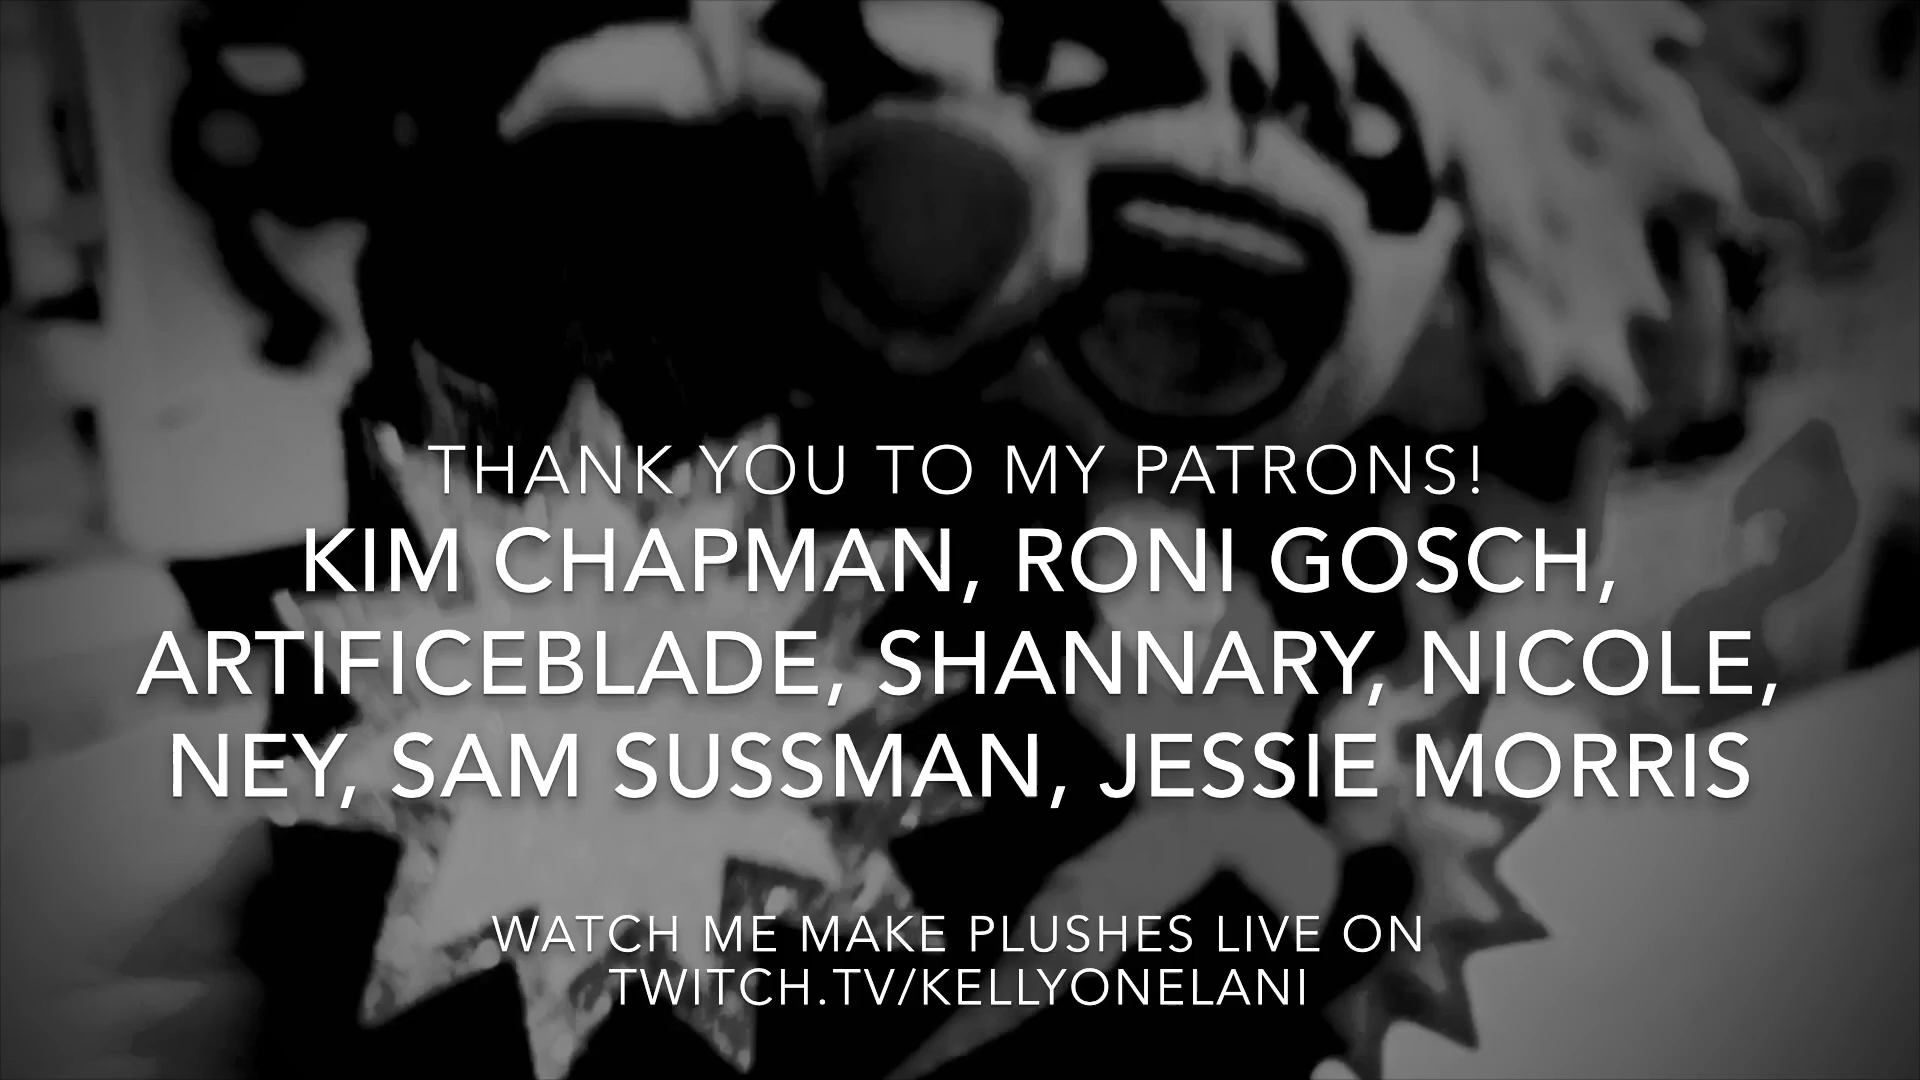 THANK YOU TO MY PATRONS!
KIM CHAPMAN, RONI GOSCH,
ARTIFICEBLADE, SHANNARY, NICOLE,
NEY, SAM SUSSMAN, JESSIE MORRIS
WATCH ME MAKE PLUSHES LIVE ON
TWITCH.TV/KELLYONELANI